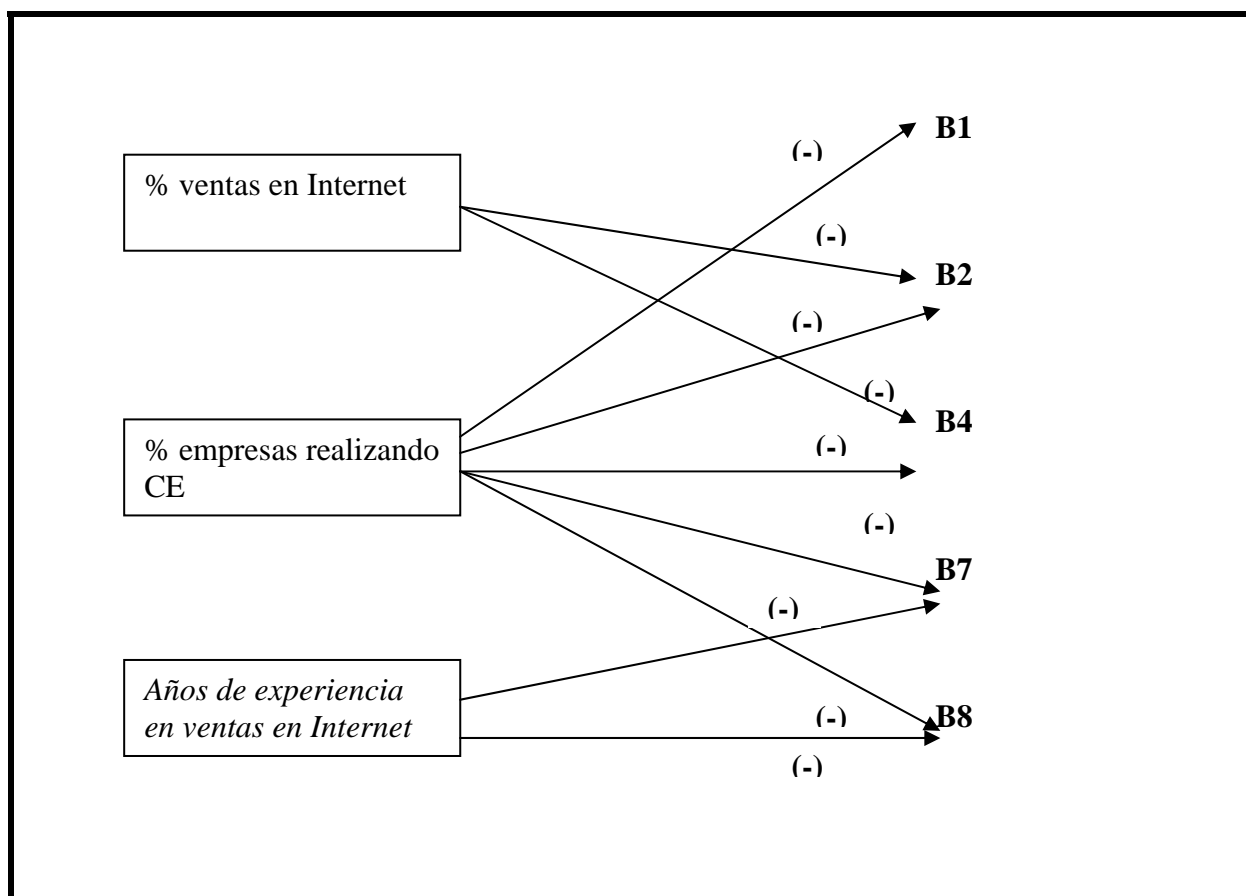 B1
(-)
% ventas en Internet
(-)
B2
(-)
(-)
B4
% empresas realizando
CE
(-)
(-)
B7
(-)
Años de experiencia
en ventas en Internet
(-)
B8
(-)